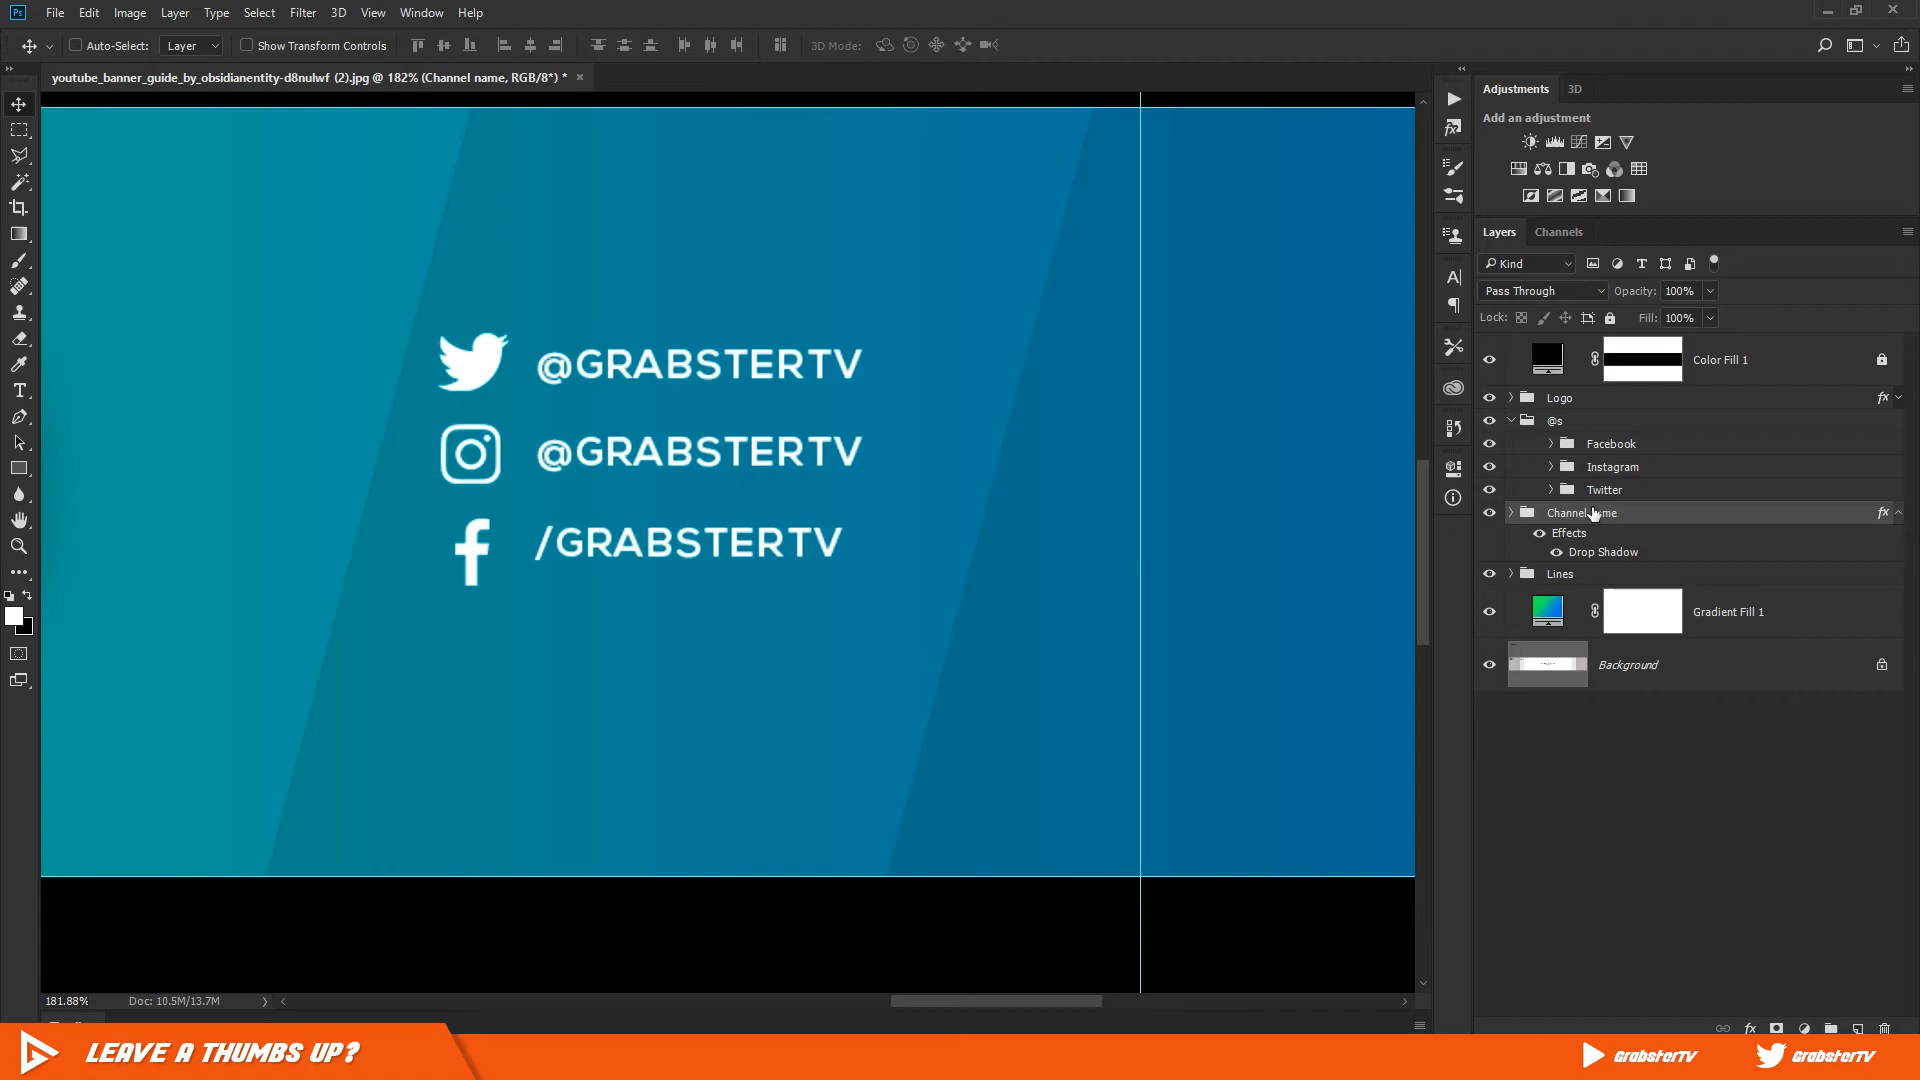 Ps File Edit Image Layer Type Select Filter 3D View Window Help
Auto-Select: Layer Show Transform Controls 3D Mode:
youtube_banner_guide_by_obsidianentity-d8nulwf (2).jpg @ 182% (Channel name, RGB/8*) * ×
Adjustments 3D
Add an adjustment
Layers Channels
Kind
Pass Through Opacity: 100%
Lock: Fill: 100%
Color Fill 1
Logo fx
@s
Facebook
Instagram
Twitter
fx
Effects
Drop Shadow
Lines
Gradient Fill 1
Background
@GRABSTERTV
@GRABSTERTV
/GRABSTERTV
181.88% Doc: 10.5M/13.7M
LEAVE A THUMBS UP?
GrabsterTV GrabsterTV